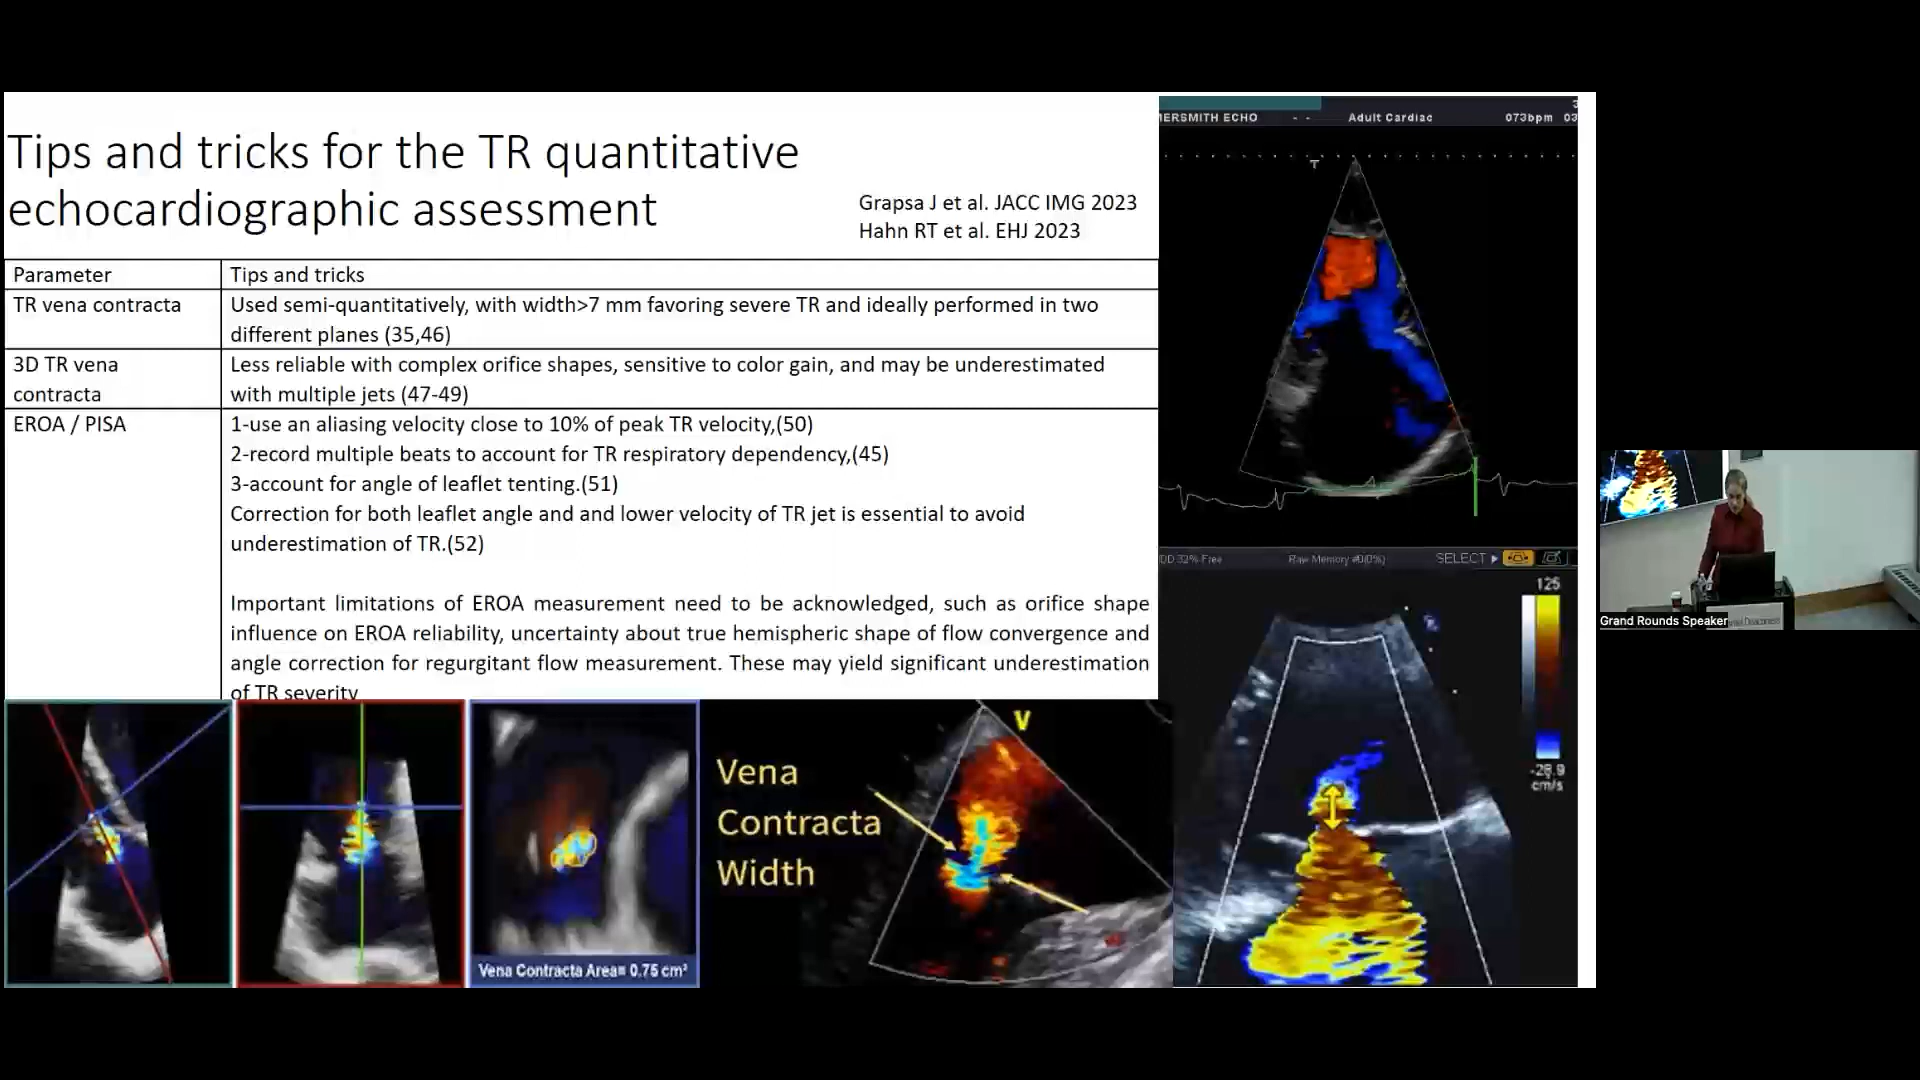 Tips and tricks for the TR quantitative
echocardiographic assessment
Grapsa J et al. JACC IMG 2023
Hahn RT et al. EHJ 2023
Parameter
Tips and tricks
TR vena contracta
Used semi-quantitatively, with width>7 mm favoring severe TR and ideally performed in two
different planes (35,46)
3D TR vena
contracta
Less reliable with complex orifice shapes, sensitive to color gain, and may be underestimated
with multiple jets (47-49)
EROA / PISA
1-use an aliasing velocity close to 10% of peak TR velocity,(50)
2-record multiple beats to account for TR respiratory dependency,(45)
3-account for angle of leaflet tenting.(51)
Correction for both leaflet angle and and lower velocity of TR jet is essential to avoid
underestimation of TR.(52)
Important limitations of EROA measurement need to be acknowledged, such as orifice shape
influence on EROA reliability, uncertainty about true hemispheric shape of flow convergence and
angle correction for regurgitant flow measurement. These may yield significant underestimation
of TR severity
Vena Contracta Area= 0.75 cm²
Vena
Contracta
Width
V
ERSMITH ECHO - - Adult Cardiac 073bpm 03
T
DD 32% Free Raw Memory #0(0%) SELECT
125
cm/s
Grand Rounds Speaker